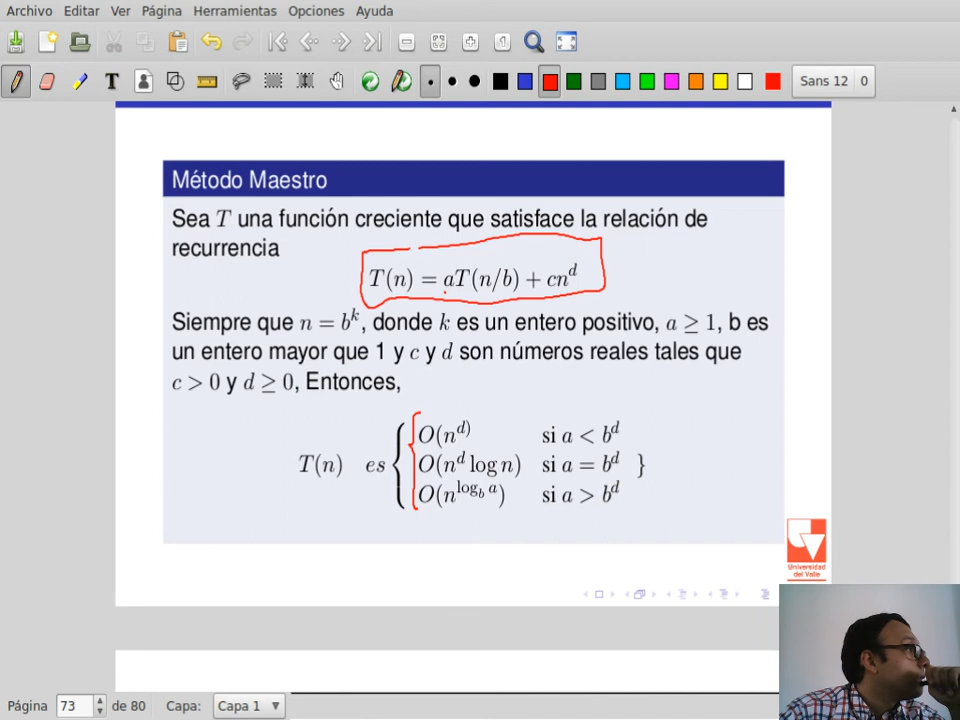 Archivo Editar Ver Página Herramientas Opciones Ayuda
T Sans 12 0
Método Maestro
Sea T una función creciente que satisface la relación de
recurrencia
T(n) = aT(n/b) + cn^d
Siempre que n = b^k, donde k es un entero positivo, a ≥ 1, b es
un entero mayor que 1 y c y d son números reales tales que
c > 0 y d ≥ 0, Entonces,
O(n^d) si a < b^d
T(n) es { O(n^d log n) si a = b^d }
O(n^{log_b a}) si a > b^d
Universidad
del Valle
Página 73 de 80 Capa: Capa 1